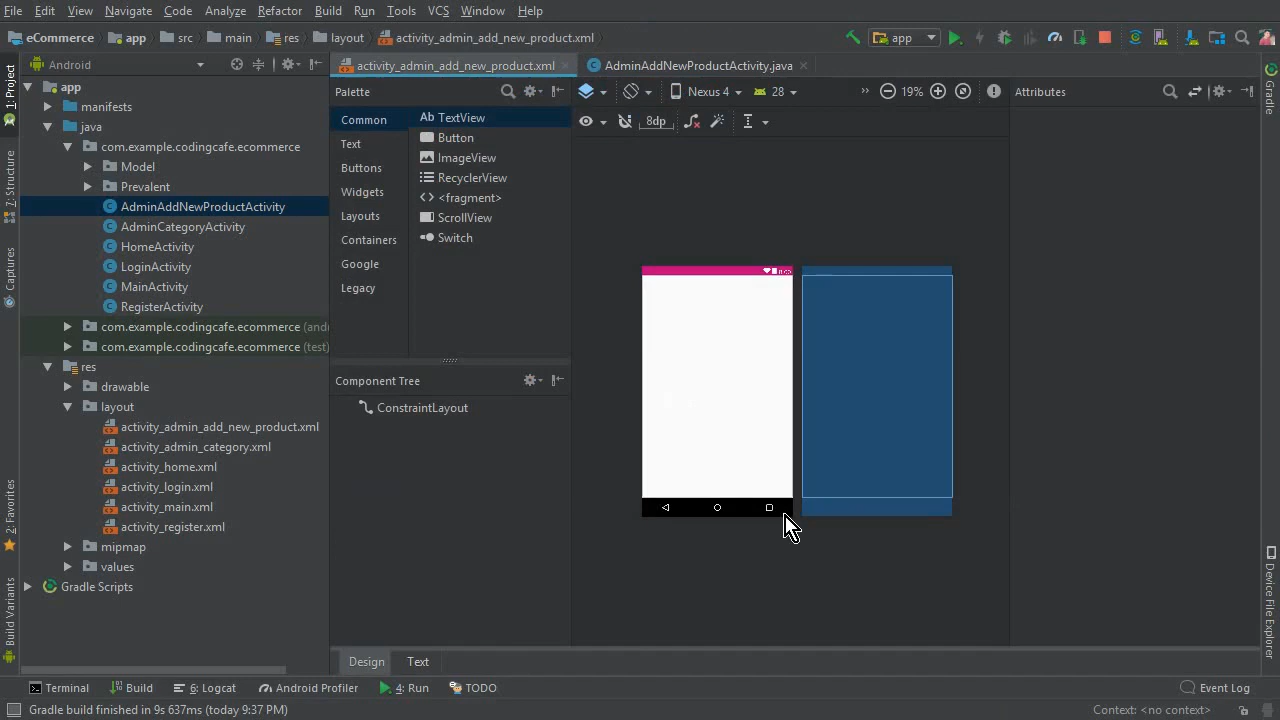 File Edit View Navigate Code Analyze Refactor Build Run Tools VCS Window Help
eCommerce app src main res layout activity_admin_add_new_product.xml app
Android
activity_admin_add_new_product.xml
AdminAddNewProductActivity.java
1: Project
Z: Structure
Captures
2: Favorites
Build Variants
app
manifests
java
com.example.codingcafe.ecommerce
Model
Prevalent
AdminAddNewProductActivity
AdminCategoryActivity
HomeActivity
LoginActivity
MainActivity
RegisterActivity
com.example.codingcafe.ecommerce (andr
com.example.codingcafe.ecommerce (test)
res
drawable
layout
activity_admin_add_new_product.xml
activity_admin_category.xml
activity_home.xml
activity_login.xml
activity_main.xml
activity_register.xml
mipmap
values
Gradle Scripts
Palette
Common
Text
Buttons
Widgets
Layouts
Containers
Google
Legacy
Ab TextView
Button
ImageView
RecyclerView
<fragment>
ScrollView
Switch
Component Tree
ConstraintLayout
Nexus 4 28 19%
8dp
Attributes
Gradle
Device File Explorer
Design Text
Terminal Build 6: Logcat Android Profiler 4: Run TODO Event Log
Gradle build finished in 9s 637ms (today 9:37 PM) Context: <no context>